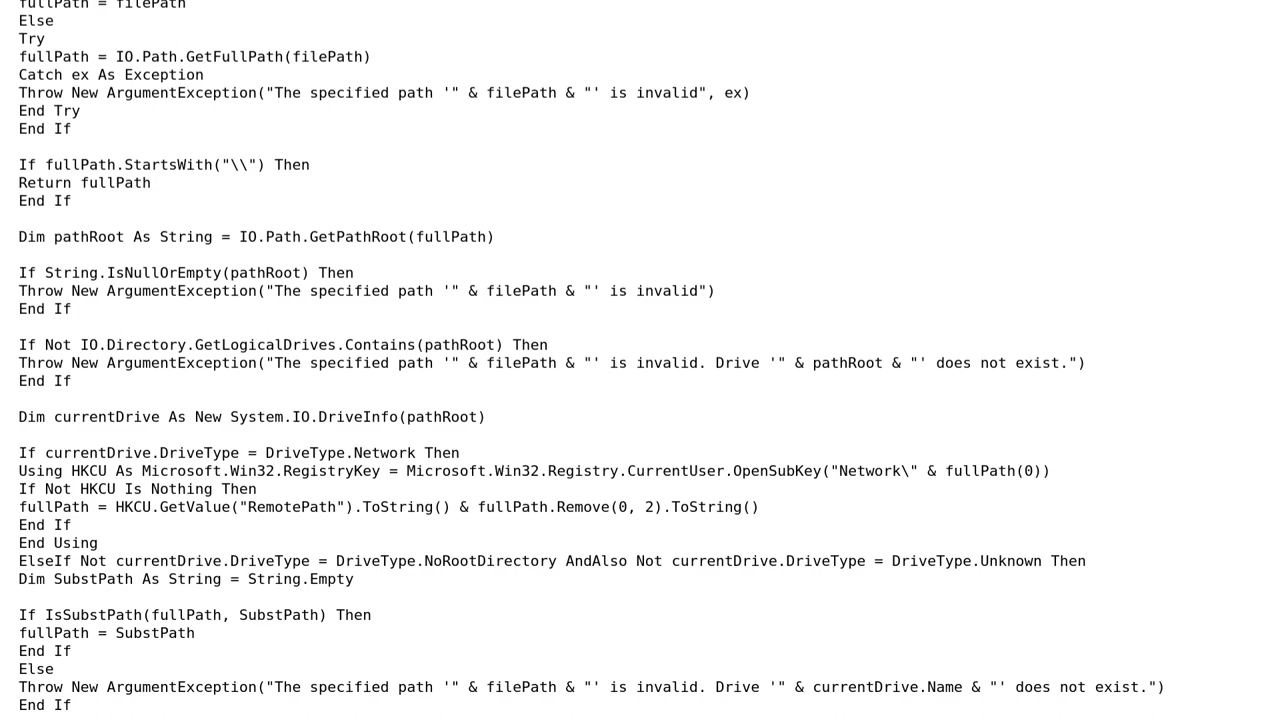 fullPath = filePath
Else
Try
fullPath = IO.Path.GetFullPath(filePath)
Catch ex As Exception
Throw New ArgumentException("The specified path '" & filePath & "' is invalid", ex)
End Try
End If

If fullPath.StartsWith("\\") Then
Return fullPath
End If

Dim pathRoot As String = IO.Path.GetPathRoot(fullPath)

If String.IsNullOrEmpty(pathRoot) Then
Throw New ArgumentException("The specified path '" & filePath & "' is invalid")
End If

If Not IO.Directory.GetLogicalDrives.Contains(pathRoot) Then
Throw New ArgumentException("The specified path '" & filePath & "' is invalid. Drive '" & pathRoot & "' does not exist.")
End If

Dim currentDrive As New System.IO.DriveInfo(pathRoot)

If currentDrive.DriveType = DriveType.Network Then
Using HKCU As Microsoft.Win32.RegistryKey = Microsoft.Win32.Registry.CurrentUser.OpenSubKey("Network\" & fullPath(0))
If Not HKCU Is Nothing Then
fullPath = HKCU.GetValue("RemotePath").ToString() & fullPath.Remove(0, 2).ToString()
End If
End Using
ElseIf Not currentDrive.DriveType = DriveType.NoRootDirectory AndAlso Not currentDrive.DriveType = DriveType.Unknown Then
Dim SubstPath As String = String.Empty

If IsSubstPath(fullPath, SubstPath) Then
fullPath = SubstPath
End If
Else
Throw New ArgumentException("The specified path '" & filePath & "' is invalid. Drive '" & currentDrive.Name & "' does not exist.")
End If